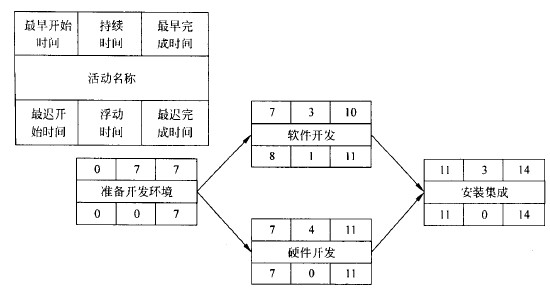 最早开始
时间
持续
时间
最早完
成时间
活动名称
最迟开
始时间
浮动
时间
最迟完
成时间
7 3 10
软件开发
8 1 11
0 7 7
准备开发环境
0 0 7
11 3 14
安装集成
11 0 14
7 4 11
硬件开发
7 0 11